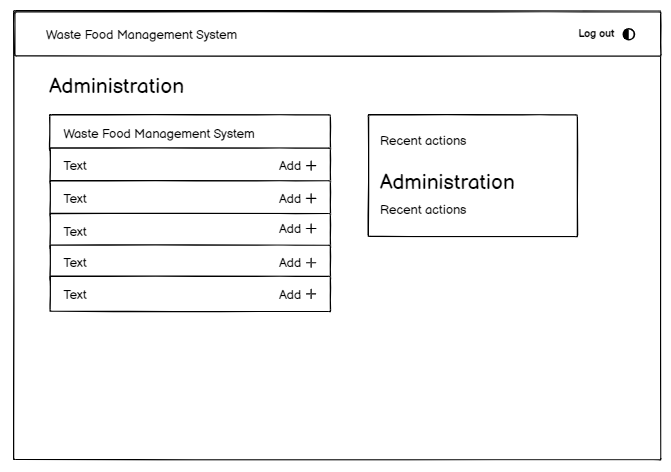 Waste Food Management System
Log out
Administration
Waste Food Management System
Text Add +
Text Add +
Text Add +
Text Add +
Text Add +
Recent actions
Administration
Recent actions